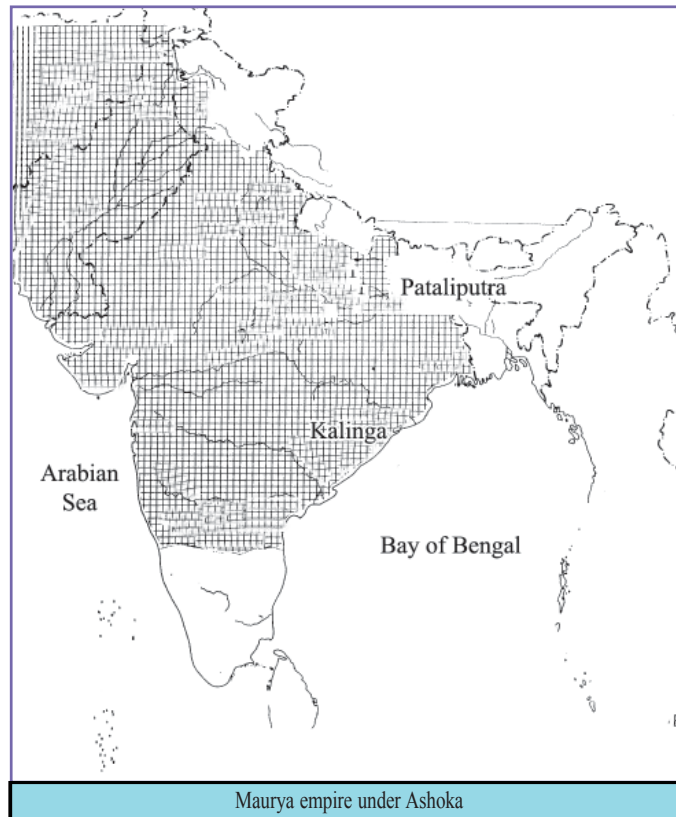 Pataliputra
Kalinga
Arabian
Sea
Bay of Bengal
Maurya empire under Ashoka